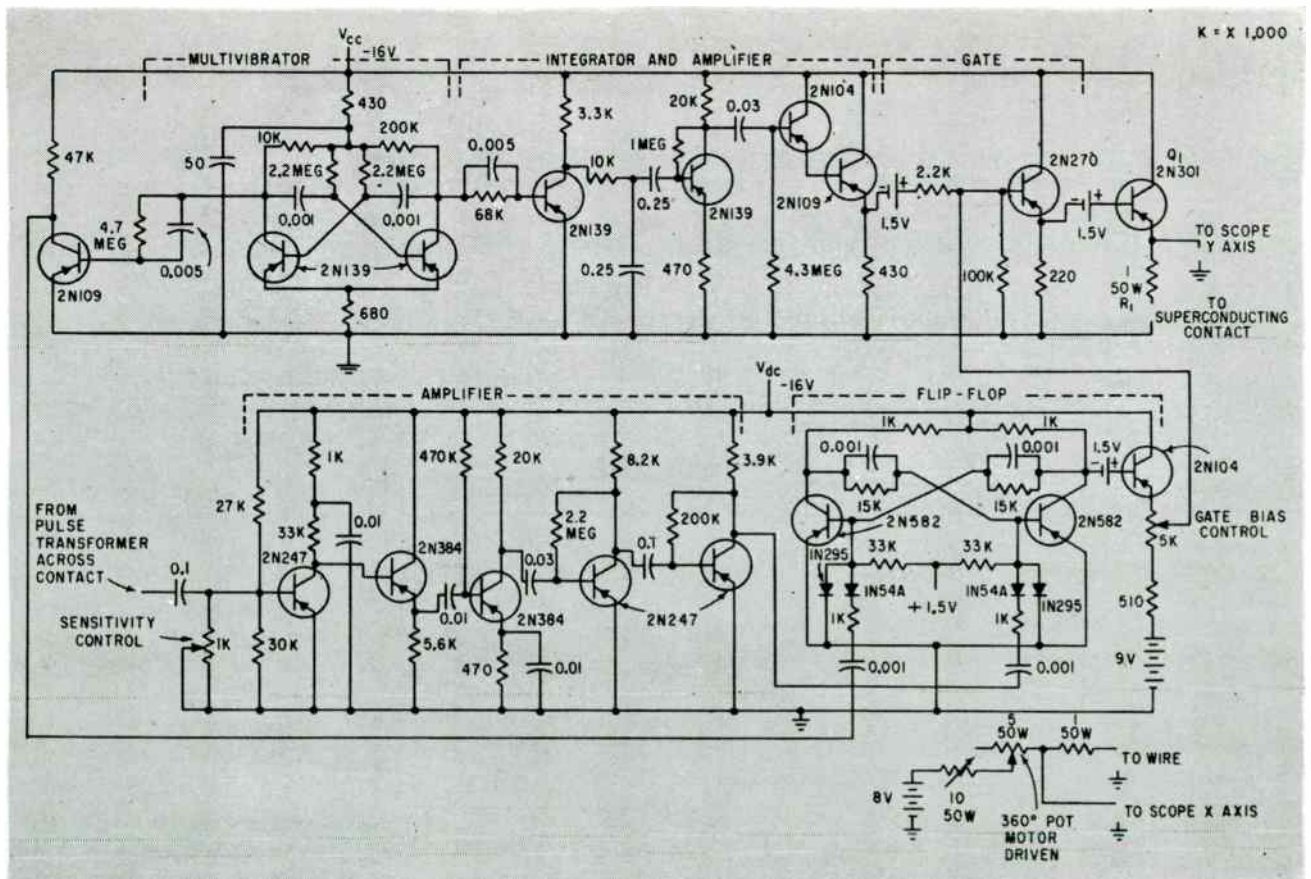 K = X 1,000
VCC
-16V
MULTIVIBRATOR
INTEGRATOR AND AMPLIFIER
GATE
430
47K
10K
200K
50
2.2MEG
2.2MEG
0.001
0.001
4.7
MEG
0.005
2N109
2N139
680
0.005
68K
3.3K
2N139
10K
0.25
0.25
1MEG
20K
0.03
2N139
470
4.3MEG
2N104
2N109
430
1.5V
2.2K
100K
2N270
220
1.5V
Q1
2N301
TO SCOPE
Y AXIS
1
50W
R1
TO
SUPERCONDUCTING
CONTACT
Vdc
-16V
AMPLIFIER
FLIP-FLOP
FROM
PULSE
TRANSFORMER
ACROSS
CONTACT
0.1
SENSITIVITY
CONTROL
1K
27K
30K
1K
33K
0.01
2N247
2N384
5.6K
0.01
470K
20K
2N384
470
0.01
0.03
2.2
MEG
8.2K
0.1
200K
3.9K
2N247
1K
1K
0.001
0.001
15K
15K
2N582
2N582
1N295
33K
33K
1N54A
+1.5V
1N54A
1N295
1K
1K
0.001
0.001
1.5V
2N104
GATE BIAS
CONTROL
5K
510
9V
5
50W
1
50W
TO WIRE
8V
10
50W
360° POT
MOTOR
DRIVEN
TO SCOPE X AXIS